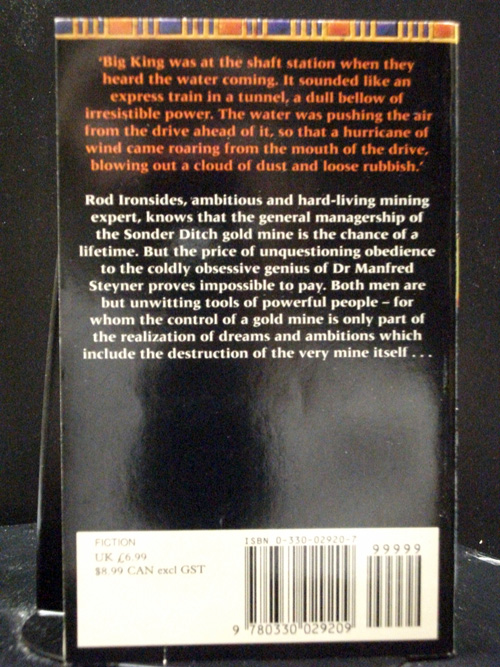 'Big King was at the shaft station when they
heard the water coming. It sounded like an
express train in a tunnel, a dull bellow of
irresistible power. The water was pushing the air
from the drive ahead of it, so that a hurricane of
wind came roaring from the mouth of the drive,
blowing out a cloud of dust and loose rubbish.'
Rod Ironsides, ambitious and hard-living mining
expert, knows that the general managership of
the Sonder Ditch gold mine is the chance of a
lifetime. But the price of unquestioning obedience
to the coldly obsessive genius of Dr Manfred
Steyner proves impossible to pay. Both men are
but unwitting tools of powerful people – for
whom the control of a gold mine is only part of
the realization of dreams and ambitions which
include the destruction of the very mine itself . . .
FICTION
UK £6.99
$8.99 CAN excl GST
ISBN 0-330-02920-7
99999
9 780330 029209